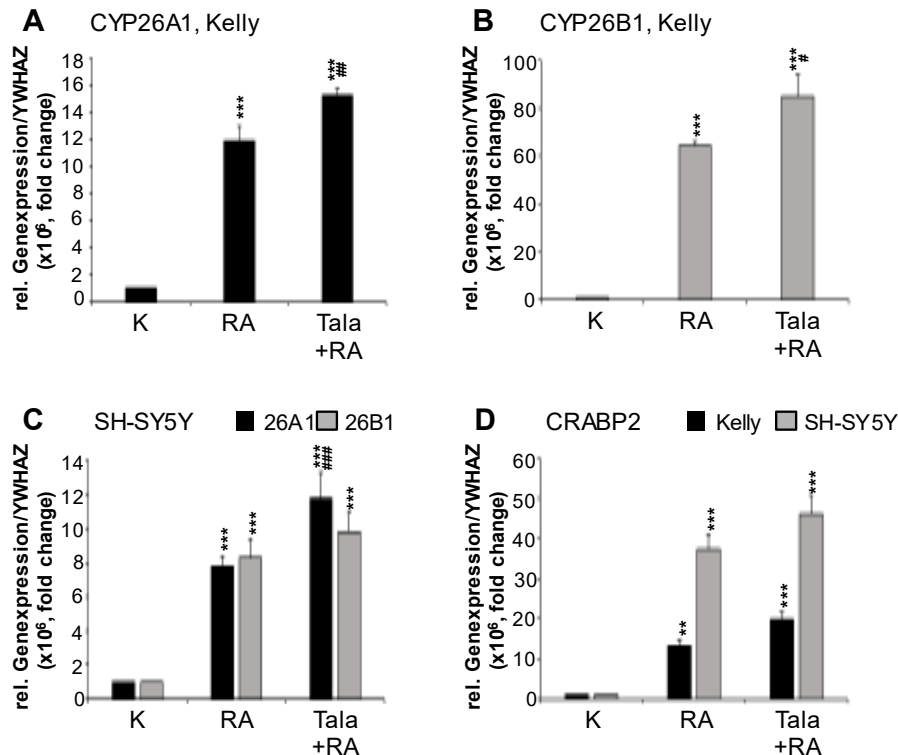 A CYP26A1, Kelly
rel. Genexpression/YWHAZ
(x10⁶, fold change)
18
16
14
12
10
8
6
4
2
0
***
***
##
K RA Tala
+RA
B CYP26B1, Kelly
rel. Genexpression/YWHAZ
(x10⁶, fold change)
100
80
60
40
20
0
***
***
#
K RA Tala
+RA
C SH-SY5Y 26A1 26B1
rel. Genexpression/YWHAZ
(x10⁶, fold change)
14
12
10
8
6
4
2
0
***
***
***
###
***
K RA Tala
+RA
D CRABP2 Kelly SH-SY5Y
rel. Genexpression/YWHAZ
(x10⁶, fold change)
60
50
40
30
20
10
0
**
***
***
***
K RA Tala
+RA